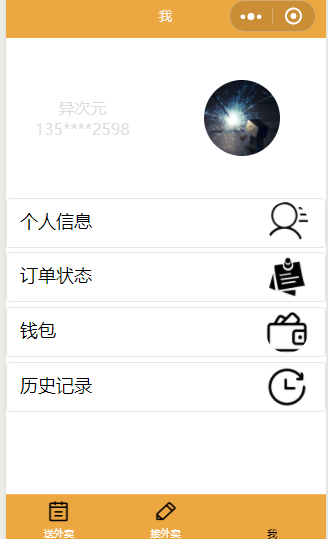 我
异次元
135****2598
个人信息
订单状态
钱包
历史记录
送外卖
接外卖
我